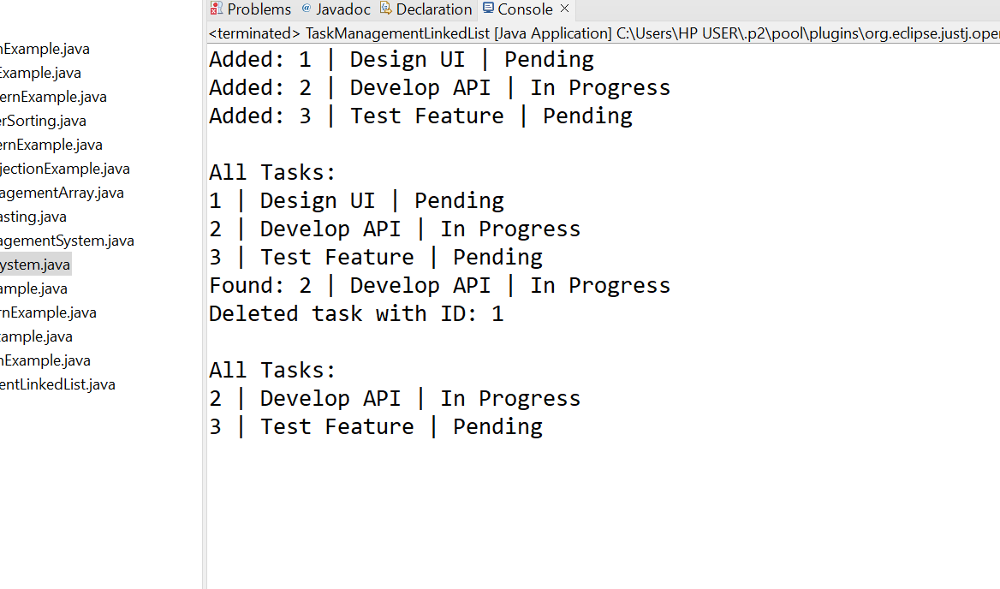 Problems @ Javadoc Declaration Console ×
<terminated> TaskManagementLinkedList [Java Application] C:\Users\HP USER\.p2\pool\plugins\org.eclipse.justj.oper
nExample.java
Example.java
ernExample.java
erSorting.java
ernExample.java
jectionExample.java
agementArray.java
asting.java
agementSystem.java
ystem.java
ample.java
rnExample.java
xample.java
nExample.java
entLinkedList.java
Added: 1 | Design UI | Pending
Added: 2 | Develop API | In Progress
Added: 3 | Test Feature | Pending
All Tasks:
1 | Design UI | Pending
2 | Develop API | In Progress
3 | Test Feature | Pending
Found: 2 | Develop API | In Progress
Deleted task with ID: 1
All Tasks:
2 | Develop API | In Progress
3 | Test Feature | Pending